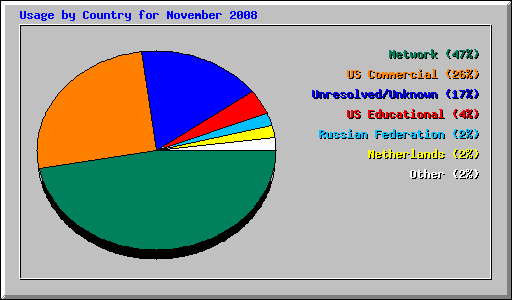 Usage by Country for November 2008
Network (47%)
US Commercial (26%)
Unresolved/Unknown (17%)
US Educational (4%)
Russian Federation (2%)
Netherlands (2%)
Other (2%)